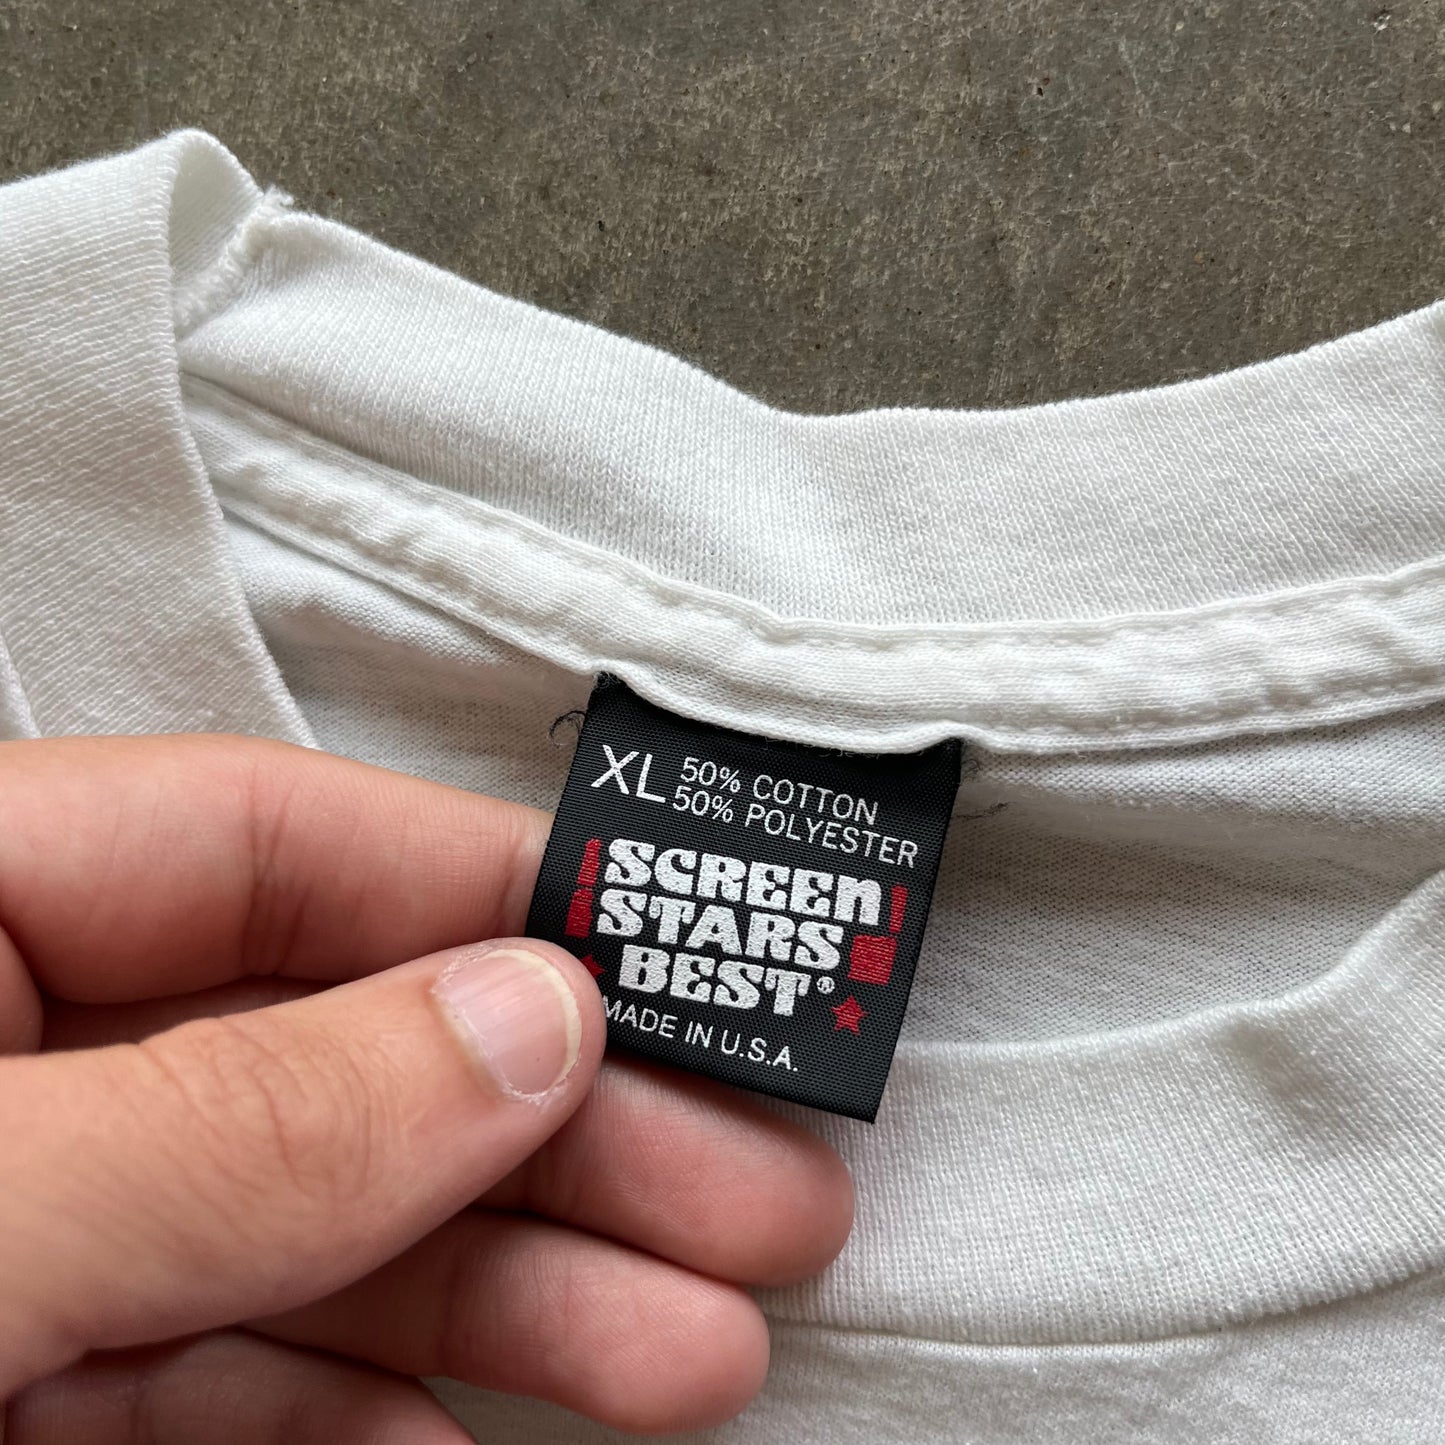 XL 50% COTTON
50% POLYESTER
SCREEN
STARS
BEST®
MADE IN U.S.A.